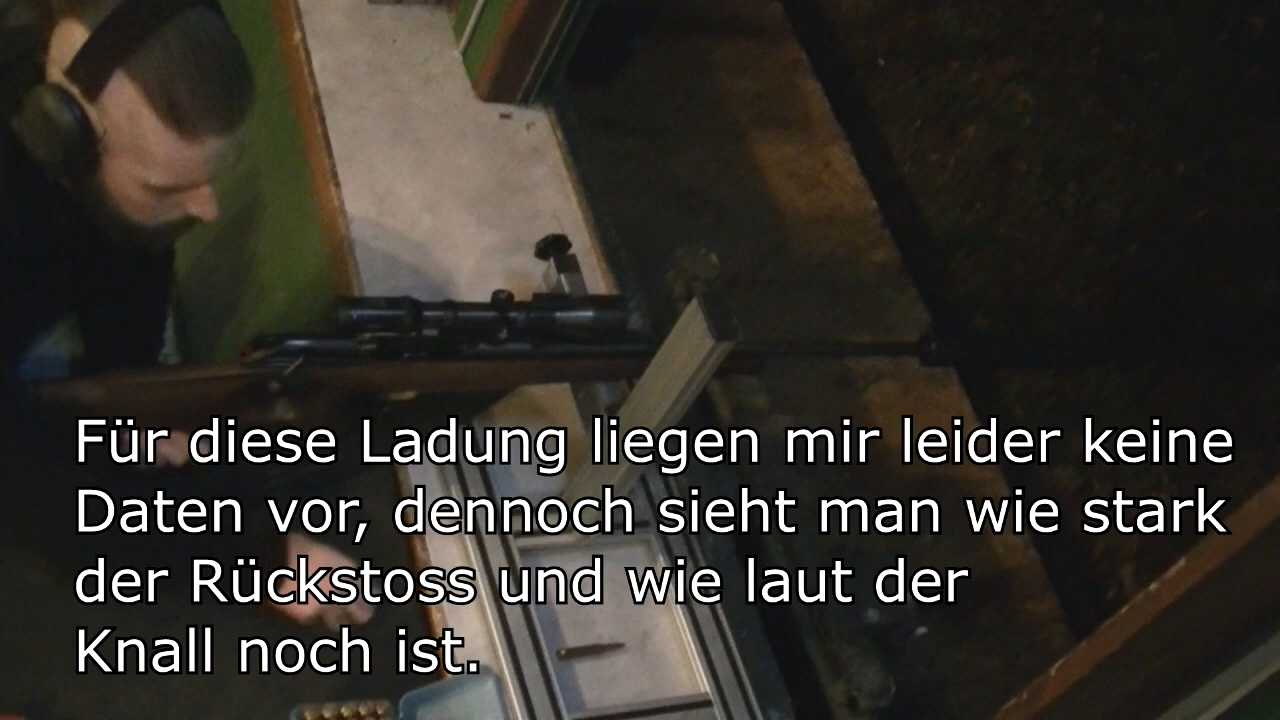 Für diese Ladung liegen mir leider keine
Daten vor, dennoch sieht man wie stark
der Rückstoss und wie laut der
Knall noch ist.